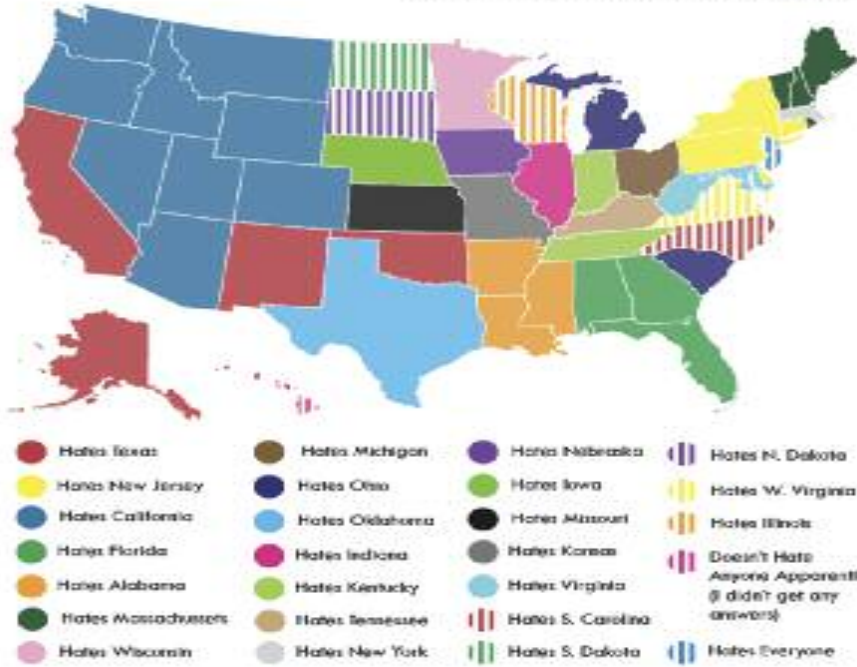 Hates Texas
Hates New Jersey
Hates California
Hates Florida
Hates Alabama
Hates Massachussets
Hates Wisconsin
Hates Michigan
Hates Ohio
Hates Oklahoma
Hates Indiana
Hates Kentucky
Hates Tennessee
Hates New York
Hates Nebraska
Hates Iowa
Hates Missouri
Hates Kansas
Hates Virginia
Hates S. Carolina
Hates S. Dakota
Hates N. Dakota
Hates W. Virginia
Hates Illinois
Doesn't Hate
Anyone Apparentl
(I didn't get any
answers)
Hates Everyone